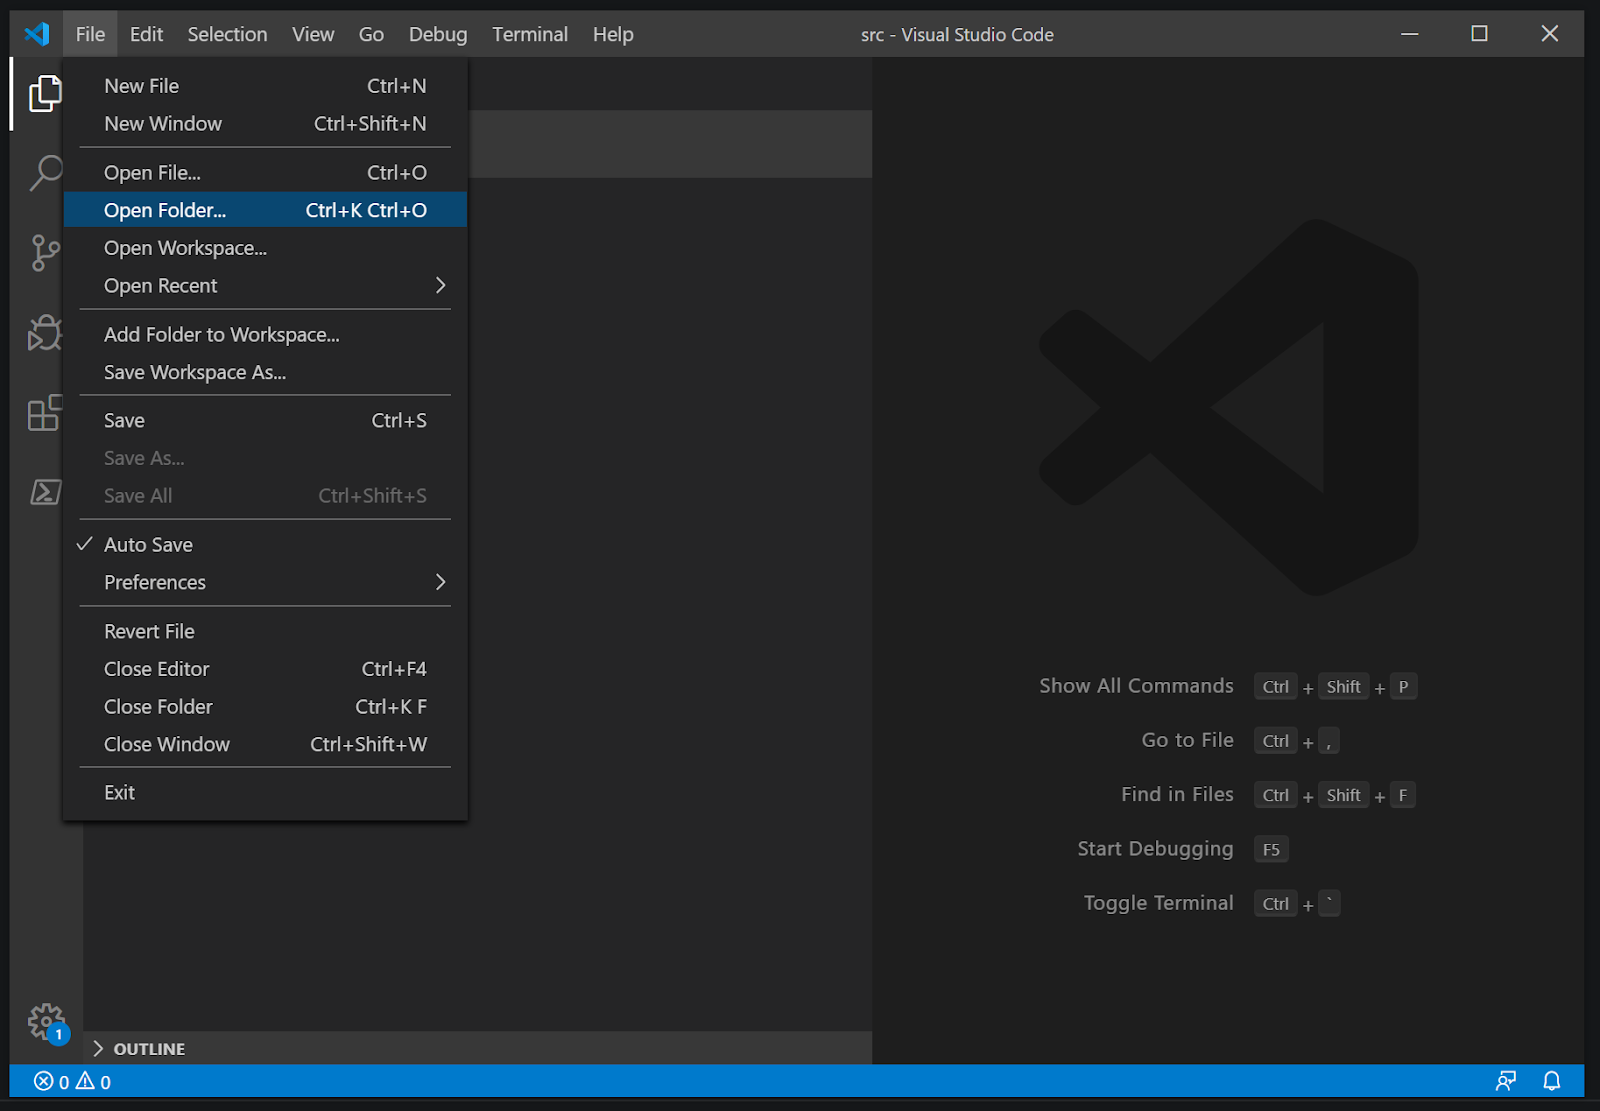 File Edit Selection View Go Debug Terminal Help src - Visual Studio Code
New File Ctrl+N
New Window Ctrl+Shift+N
Open File... Ctrl+O
Open Folder... Ctrl+K Ctrl+O
Open Workspace...
Open Recent
Add Folder to Workspace...
Save Workspace As...
Save Ctrl+S
Save As...
Save All Ctrl+Shift+S
Auto Save
Preferences
Revert File
Close Editor Ctrl+F4
Close Folder Ctrl+K F
Close Window Ctrl+Shift+W
Exit
Show All Commands Ctrl + Shift + P
Go to File Ctrl + ,
Find in Files Ctrl + Shift + F
Start Debugging F5
Toggle Terminal Ctrl + `
1
OUTLINE
0 0